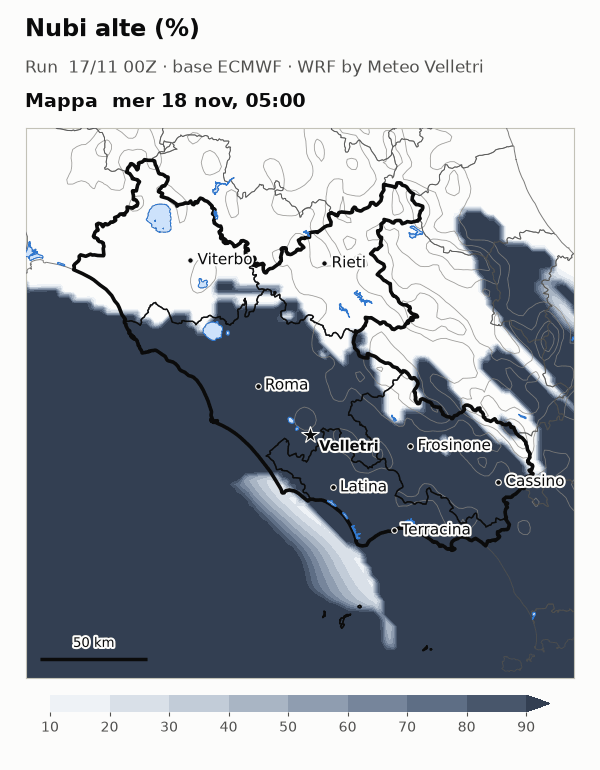 Nubi alte (%)
Run 17/11 00Z · base ECMWF · WRF by Meteo Velletri
Mappa mer 18 nov, 05:00
Viterbo
Rieti
Roma
Velletri
Frosinone
Cassino
Latina
Terracina
50 km
10 20 30 40 50 60 70 80 90